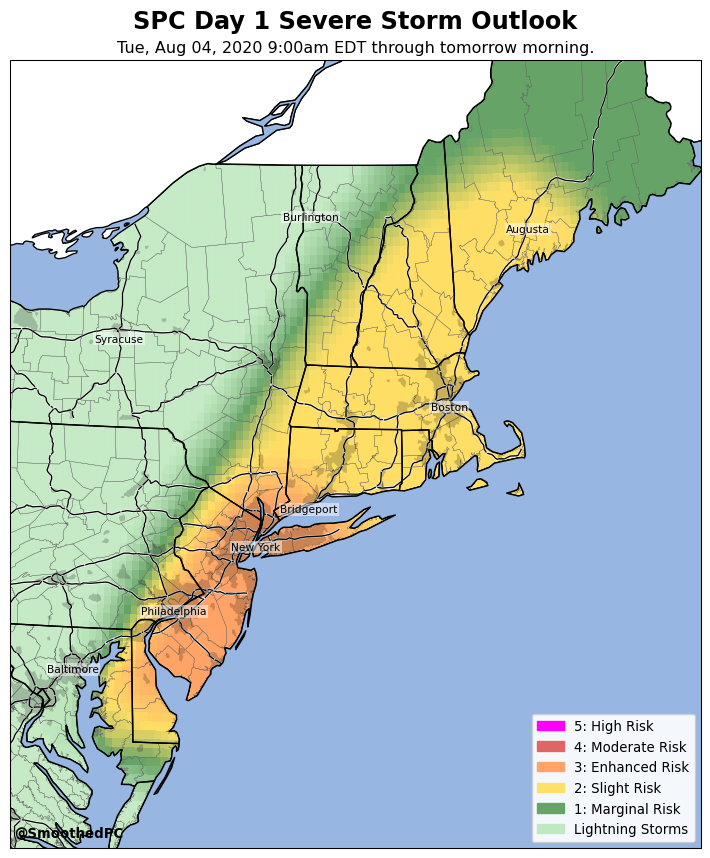 SPC Day 1 Severe Storm Outlook
Tue, Aug 04, 2020 9:00am EDT through tomorrow morning.
Burlington
Augusta
Syracuse
Boston
Bridgeport
New York
Philadelphia
Baltimore
5: High Risk
4: Moderate Risk
3: Enhanced Risk
2: Slight Risk
1: Marginal Risk
Lightning Storms
@SmoothedPC